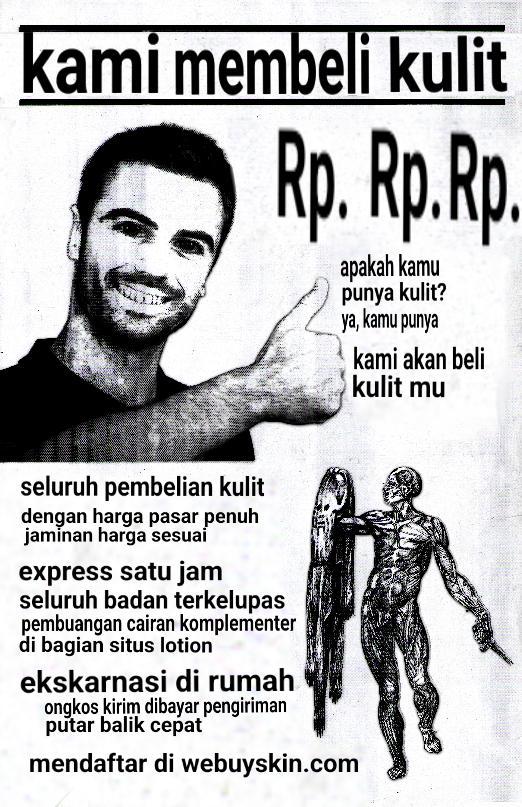 kami membeli kulit
Rp. Rp. Rp.
apakah kamu
punya kulit?
ya, kamu punya
kami akan beli
kulit mu
seluruh pembelian kulit
dengan harga pasar penuh
jaminan harga sesuai
express satu jam
seluruh badan terkelupas
pembuangan cairan komplementer
di bagian situs lotion
ekskarnasi di rumah
ongkos kirim dibayar pengiriman
putar balik cepat
mendaftar di webuyskin.com